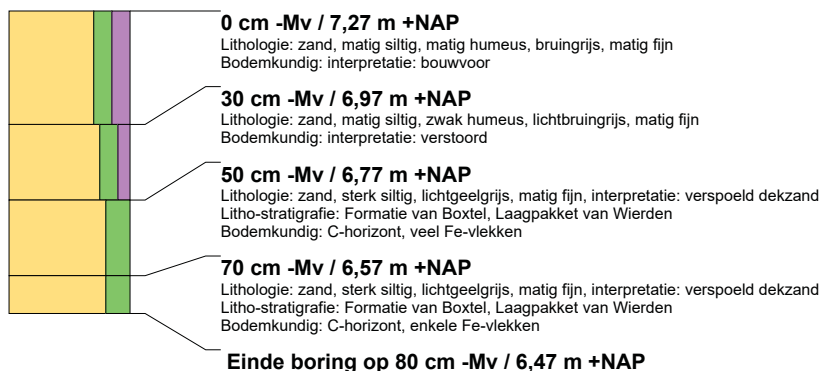 0 cm -Mv / 7,27 m +NAP
Lithologie: zand, matig siltig, matig humeus, bruingrijs, matig fijn
Bodemkundig: interpretatie: bouwvoor
30 cm -Mv / 6,97 m +NAP
Lithologie: zand, matig siltig, zwak humeus, lichtbruingrijs, matig fijn
Bodemkundig: interpretatie: verstoord
50 cm -Mv / 6,77 m +NAP
Lithologie: zand, sterk siltig, lichtgeelgrijs, matig fijn, interpretatie: verspoeld dekzand
Litho-stratigrafie: Formatie van Boxtel, Laagpakket van Wierden
Bodemkundig: C-horizont, veel Fe-vlekken
70 cm -Mv / 6,57 m +NAP
Lithologie: zand, sterk siltig, lichtgeelgrijs, matig fijn, interpretatie: verspoeld dekzand
Litho-stratigrafie: Formatie van Boxtel, Laagpakket van Wierden
Bodemkundig: C-horizont, enkele Fe-vlekken
Einde boring op 80 cm -Mv / 6,47 m +NAP